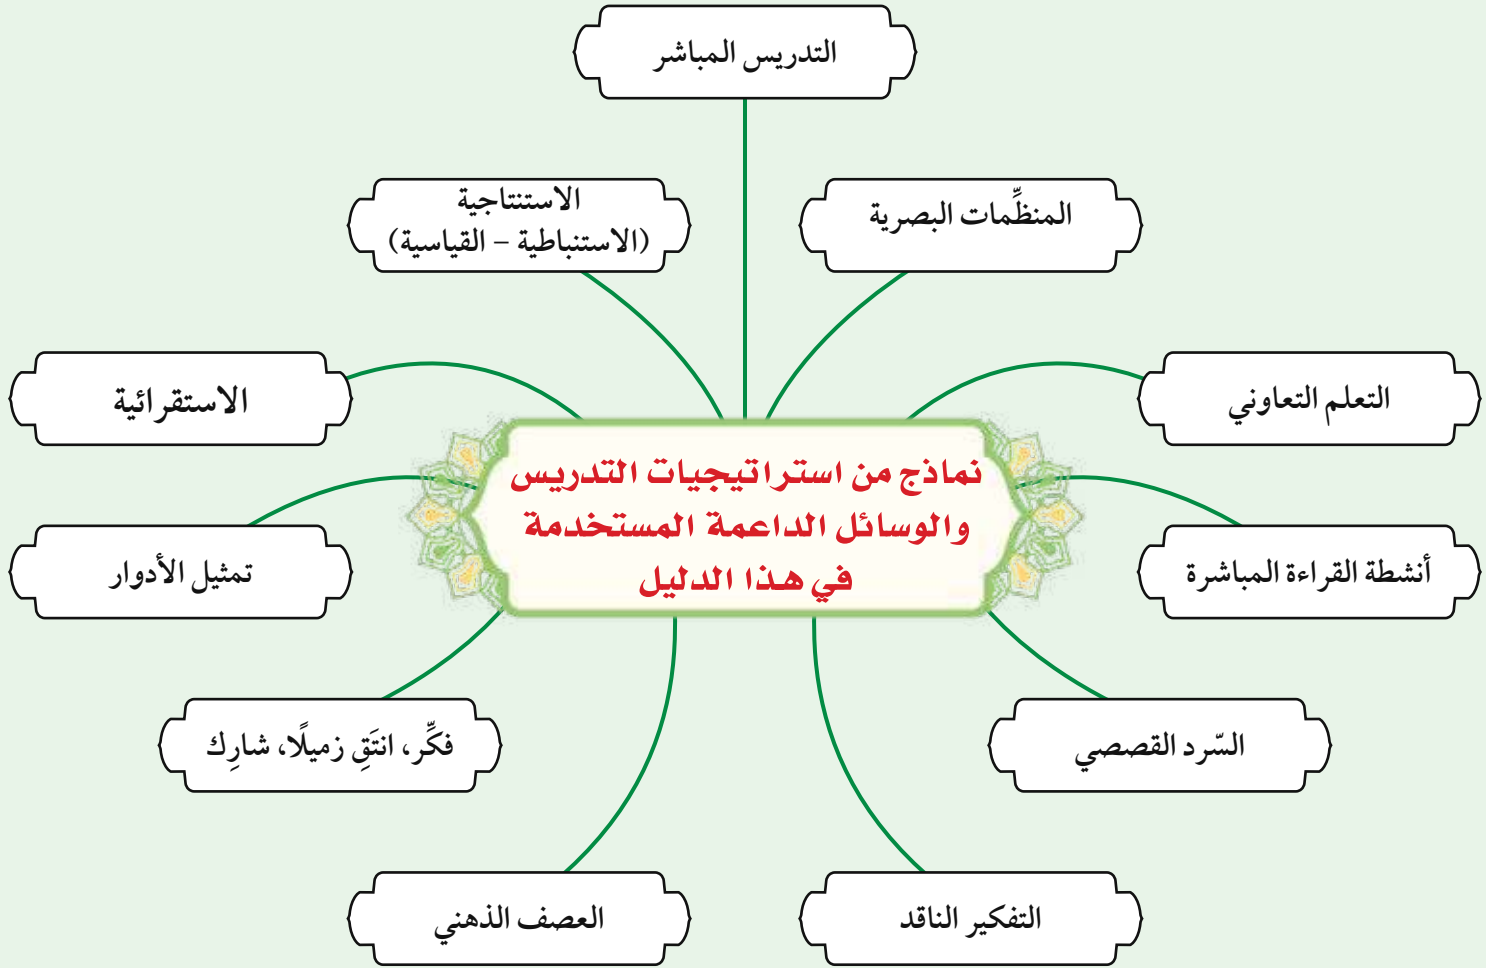 التدريس المباشر
المنظِّمات البصرية
الاستنتاجية
(الاستنباطية – القياسية)
التعلم التعاوني
الاستقرائية
نماذج من استراتيجيات التدريس
والوسائل الداعمة المستخدمة
في هذا الدليل
أنشطة القراءة المباشرة
تمثيل الأدوار
السّرد القصصي
فكِّر، انتَقِ زميلًا، شارِك
التفكير الناقد
العصف الذهني